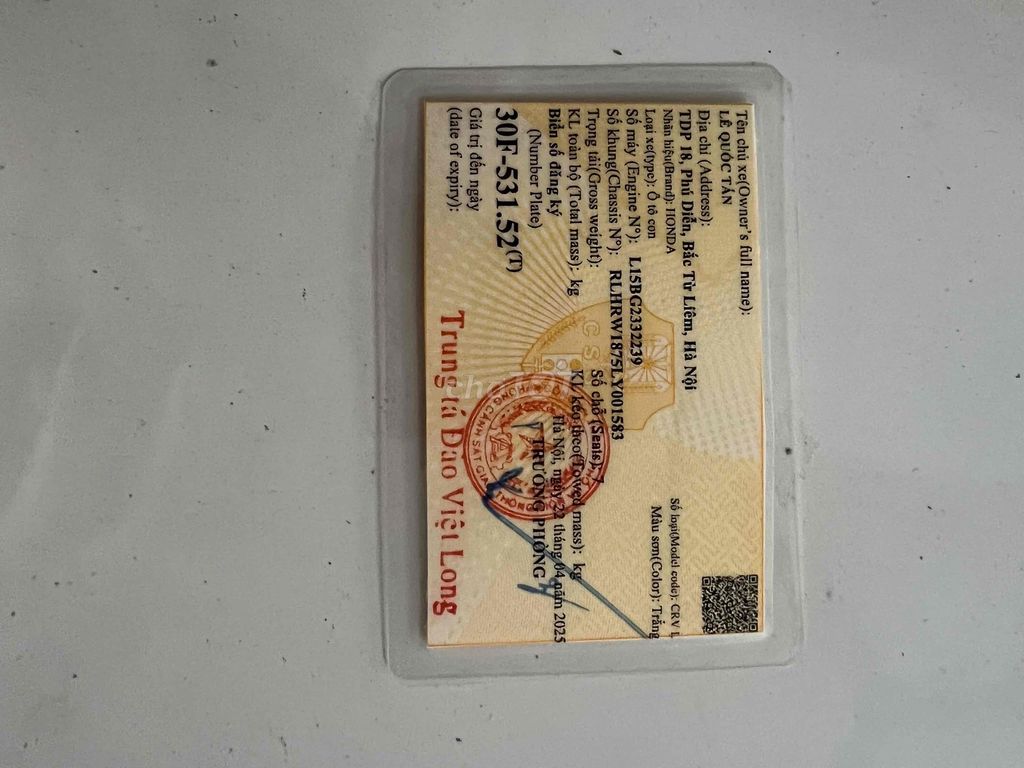 Tên chủ xe(Owner's full name):
LÊ QUỐC TẤN
Địa chỉ (Address):
TDP 18, Phú Diễn, Bắc Từ Liêm, Hà Nội
Nhãn hiệu(Brand): HONDA
Số loại(Model code): CRV L
Loại xe(type): Ô tô con
Màu sơn(Color): Trắng
Số máy (Engine N°): L15BG2332239
Số khung(Chassis N°): RLHRW1875LY001583
Trọng tải(Gross weight):
Số chỗ (Seats):7
KL toàn bộ (Total mass): kg
KL kéo theo(Towed mass): kg
Biển số đăng ký
Hà Nội, ngày 22 tháng 04 năm 2025
(Number Plate)
TRƯỞNG PHÒNG
30F-531.52(T)
Giá trị đến ngày
(date of expiry):
Trung tá Đào Việt Long